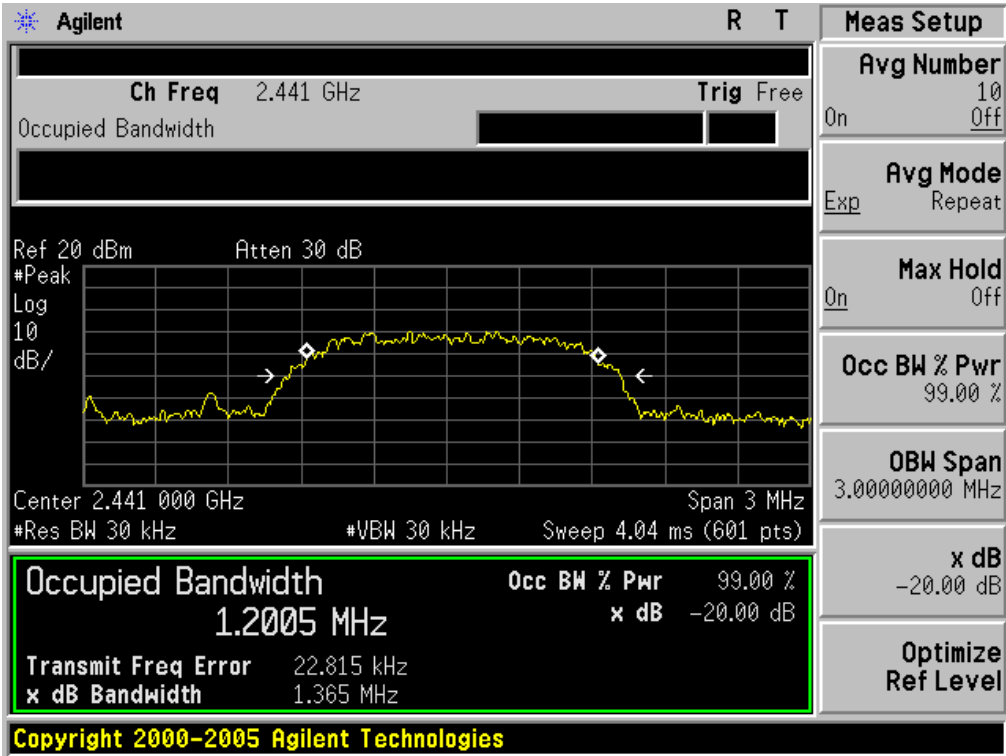 Agilent R T
Ch Freq 2.441 GHz Trig Free
Occupied Bandwidth
Ref 20 dBm Atten 30 dB
#Peak
Log
10
dB/
Center 2.441 000 GHz Span 3 MHz
#Res BW 30 kHz #VBW 30 kHz Sweep 4.04 ms (601 pts)
Occupied Bandwidth
1.2005 MHz
Occ BW % Pwr 99.00 %
x dB -20.00 dB
Transmit Freq Error 22.815 kHz
x dB Bandwidth 1.365 MHz
Copyright 2000-2005 Agilent Technologies
Meas Setup
Avg Number
10
On Off
Avg Mode
Exp Repeat
Max Hold
On Off
Occ BW % Pwr
99.00 %
OBW Span
3.00000000 MHz
x dB
-20.00 dB
Optimize
Ref Level